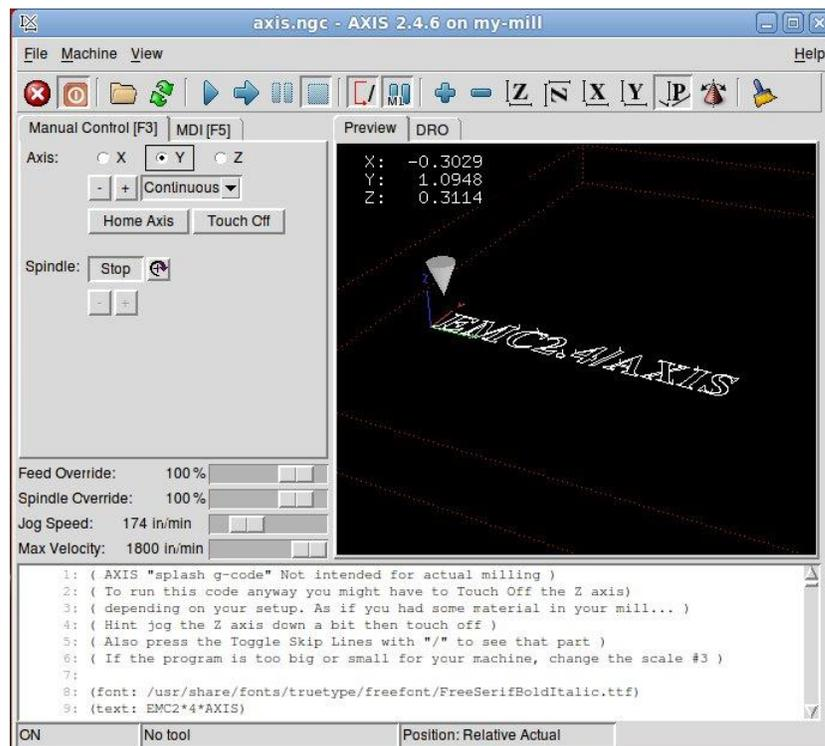 axis.ngc - AXIS 2.4.6 on my-mill
File Machine View Help
M1
Z N X Y P
Manual Control [F3] MDI [F5] Preview DRO
Axis: X Y Z
- + Continuous
Home Axis Touch Off
Spindle: Stop
- +
X: -0.3029
Y: 1.0948
Z: 0.3114
Z
EMC2.4/AXIS
Feed Override: 100 %
Spindle Override: 100 %
Jog Speed: 174 in/min
Max Velocity: 1800 in/min
1: ( AXIS "splash g-code" Not intended for actual milling )
2: ( To run this code anyway you might have to Touch Off the Z axis)
3: ( depending on your setup. As if you had some material in your mill... )
4: ( Hint jog the Z axis down a bit then touch off )
5: ( Also press the Toggle Skip Lines with "/" to see that part )
6: ( If the program is too big or small for your machine, change the scale #3 )
7:
8: (font: /usr/share/fonts/truetype/freefont/FreeSerifBoldItalic.ttf)
9: (text: EMC2*4*AXIS)
ON No tool Position: Relative Actual